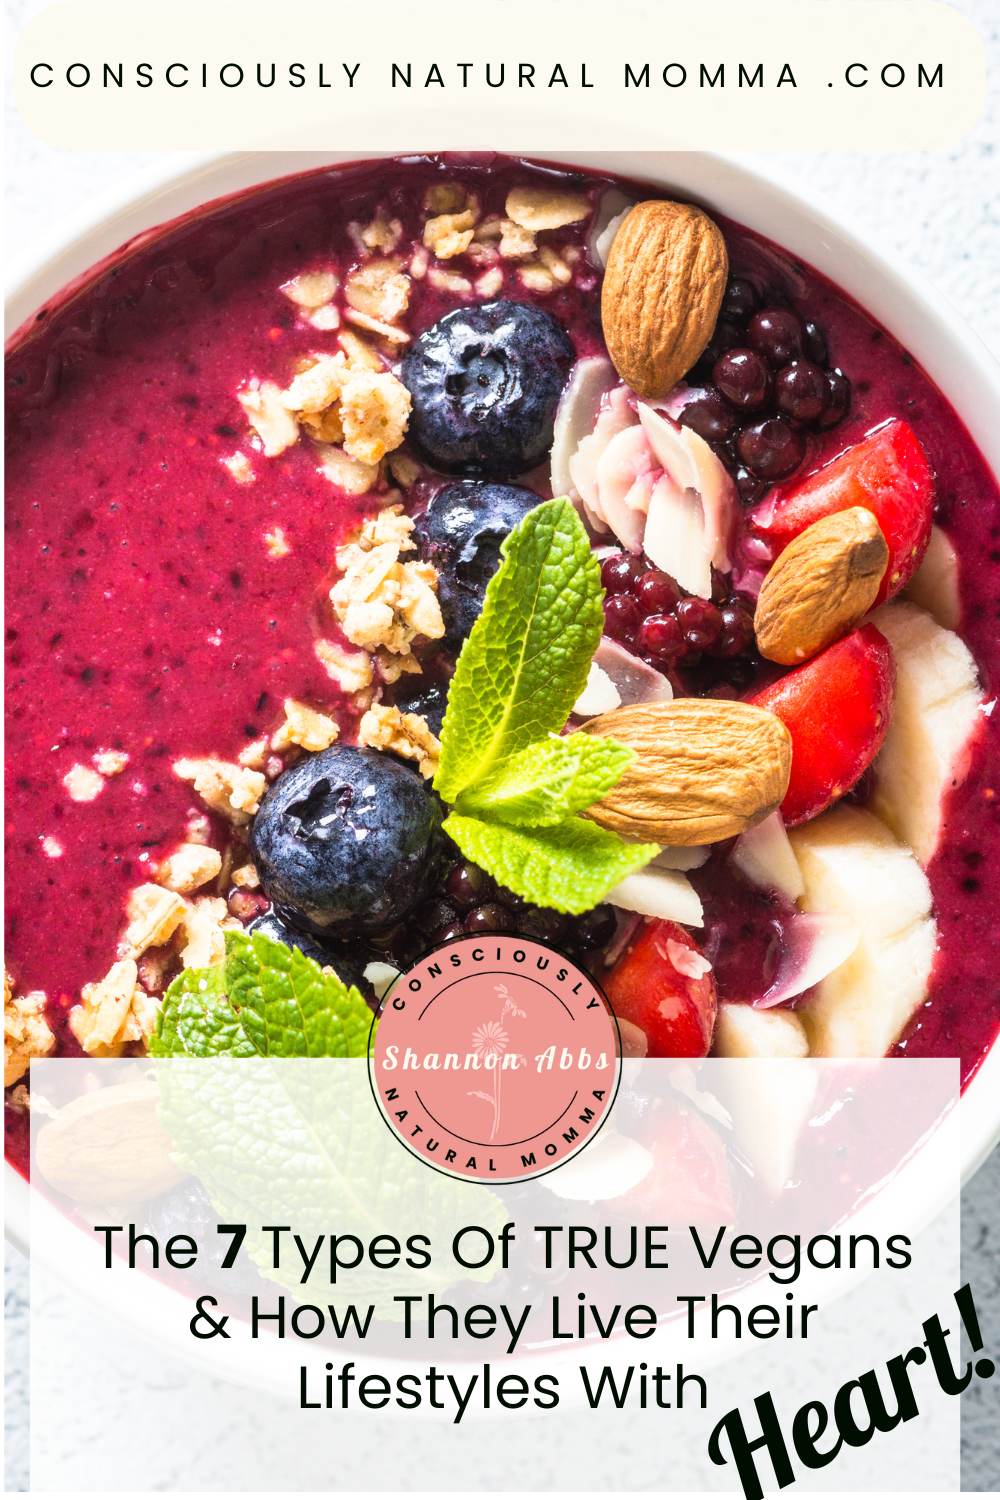 CONSCIOUSLY NATURAL MOMMA .COM
CONSCIOUSLY
Shannon Abbs
NATURAL MOMMA
The 7 Types Of TRUE Vegans
& How They Live Their
Lifestyles With
Heart!